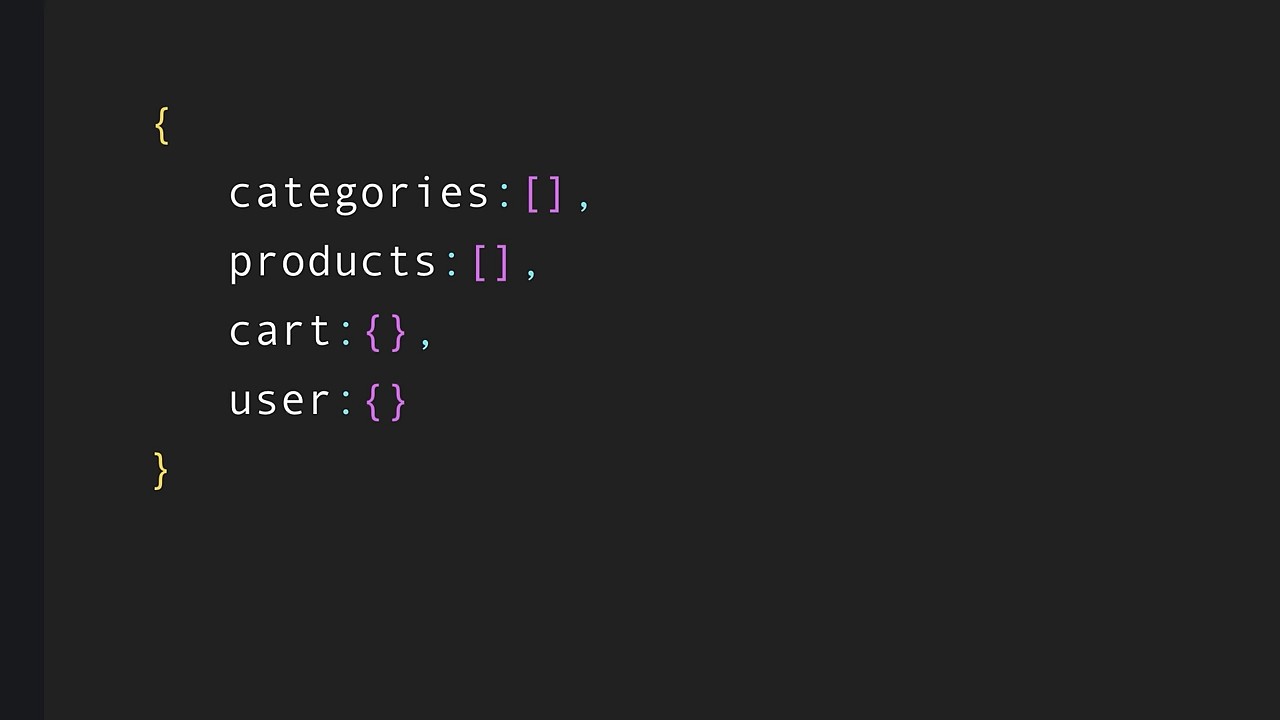 {
categories:[],
products:[],
cart:{},
user:{}
}